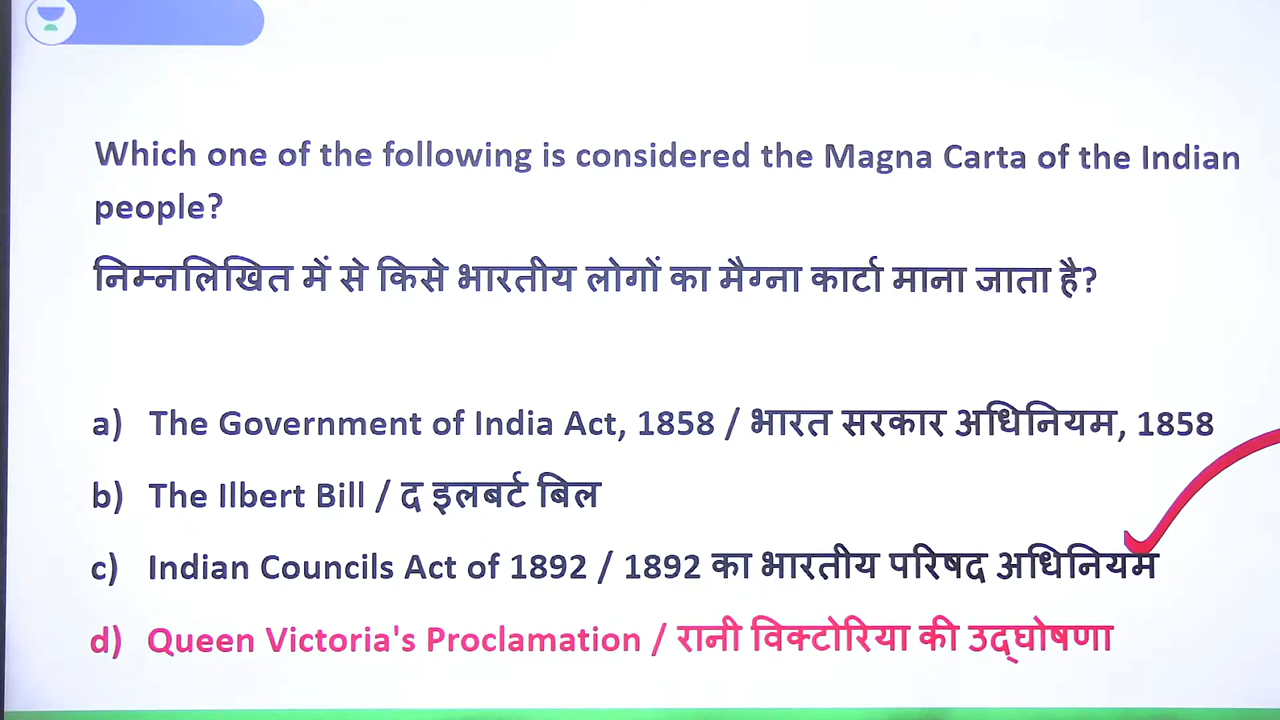 Which one of the following is considered the Magna Carta of the Indian
people?
निम्नलिखित में से किसे भारतीय लोगों का मैग्ना कार्टा माना जाता है?
a) The Government of India Act, 1858 / भारत सरकार अधिनियम, 1858
b) The Ilbert Bill / द इलबर्ट बिल
c) Indian Councils Act of 1892 / 1892 का भारतीय परिषद अधिनियम
d) Queen Victoria's Proclamation / रानी विक्टोरिया की उद्घोषणा